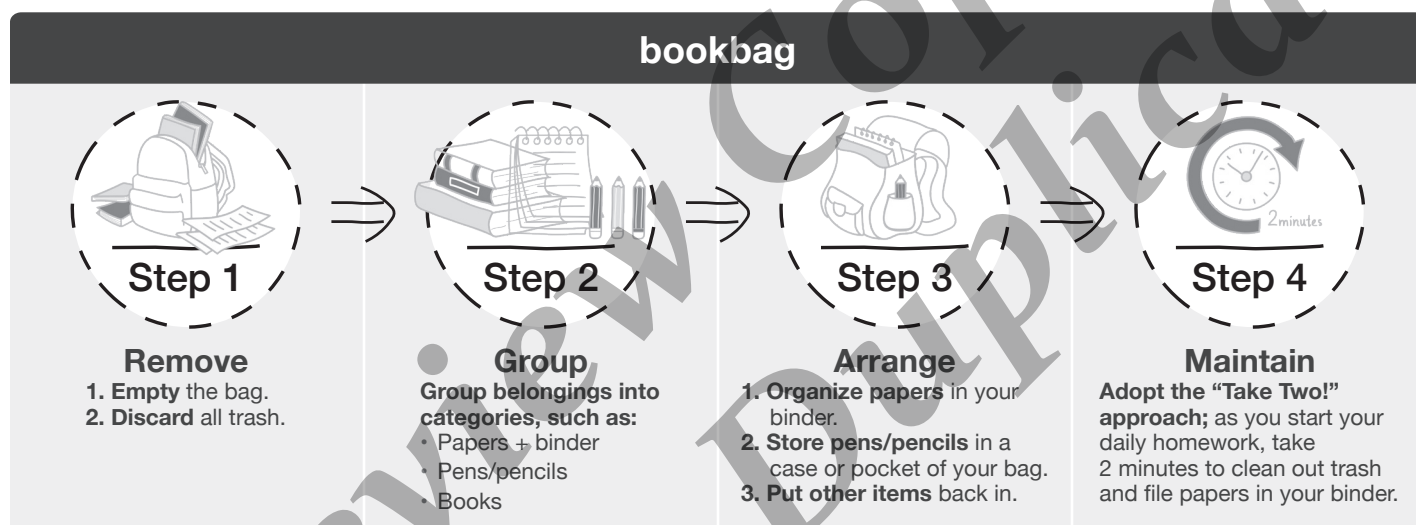 bookbag
Step 1
Remove
1. Empty the bag.
2. Discard all trash.
Step 2
Group
Group belongings into
categories, such as:
• Papers + binder
• Pens/pencils
• Books
Step 3
Arrange
1. Organize papers in your
binder.
2. Store pens/pencils in a
case or pocket of your bag.
3. Put other items back in.
2 minutes
Step 4
Maintain
Adopt the “Take Two!”
approach; as you start your
daily homework, take
2 minutes to clean out trash
and file papers in your binder.